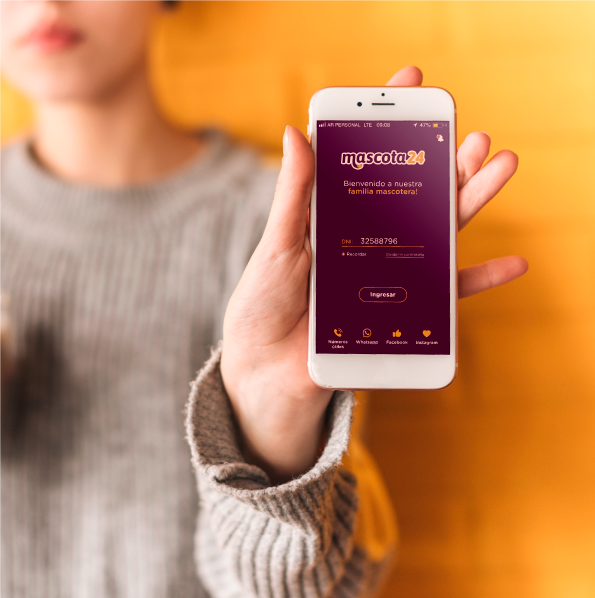 AR PERSONAL LTE 09:08 47%
mascota24
Bienvenido a nuestra
familia mascotera!
DNI 32588796
Recordar
Ingresar
Números Whatsapp Facebook Instagram
útiles